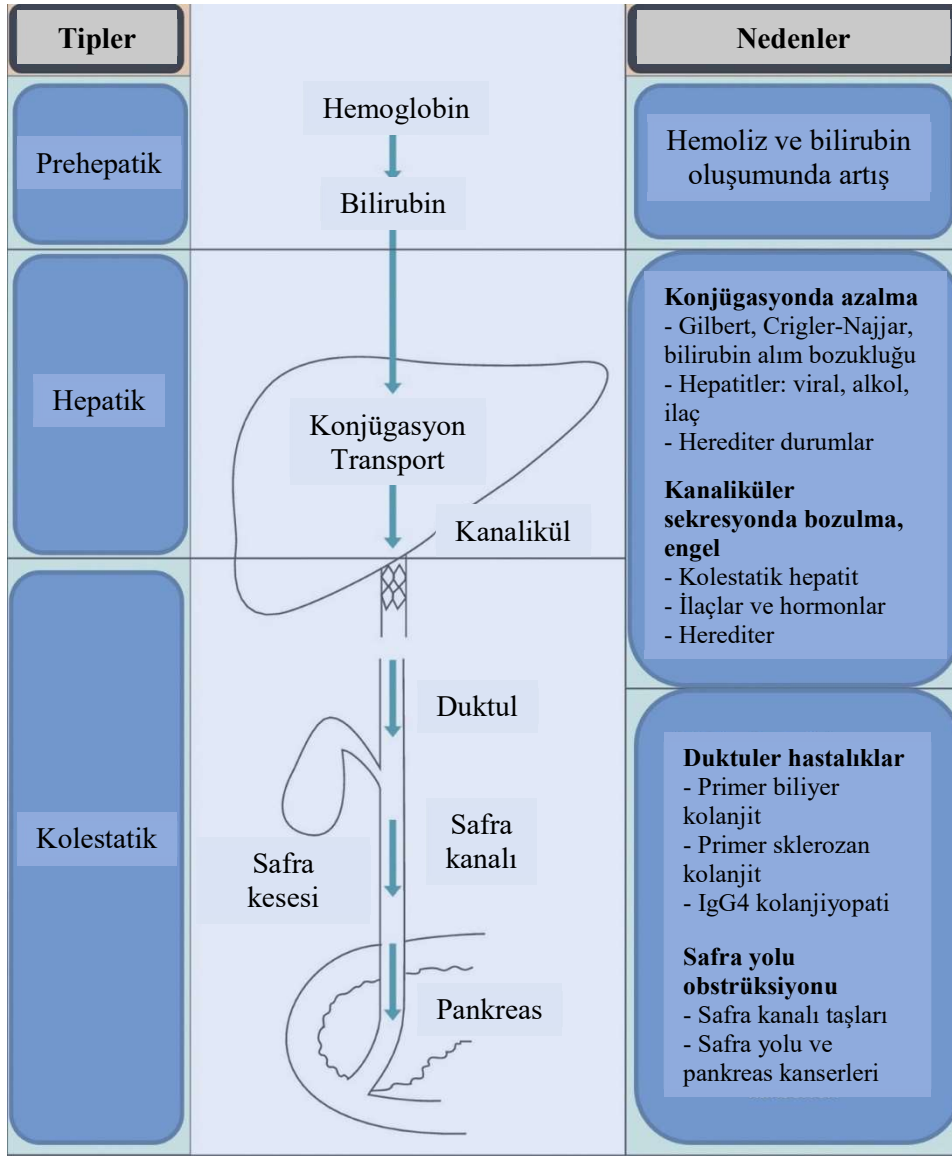 Tipler
Nedenler
Prehepatik
Hemoglobin
Bilirubin
Hemoliz ve bilirubin
oluşumunda artış
Hepatik
Konjügasyon
Transport
Kanalikül
Konjügasyonda azalma
- Gilbert, Crigler-Najjar,
bilirubin alım bozukluğu
- Hepatitler: viral, alkol,
ilaç
- Herediter durumlar
Kanaliküler
sekresyonda bozulma,
engel
- Kolestatik hepatit
- İlaçlar ve hormonlar
- Herediter
Kolestatik
Duktul
Safra
kesesi
Safra
kanalı
Pankreas
Duktuler hastalıklar
- Primer biliyer
kolanjit
- Primer sklerozan
kolanjit
- IgG4 kolanjiyopati
Safra yolu
obstrüksiyonu
- Safra kanalı taşları
- Safra yolu ve
pankreas kanserleri